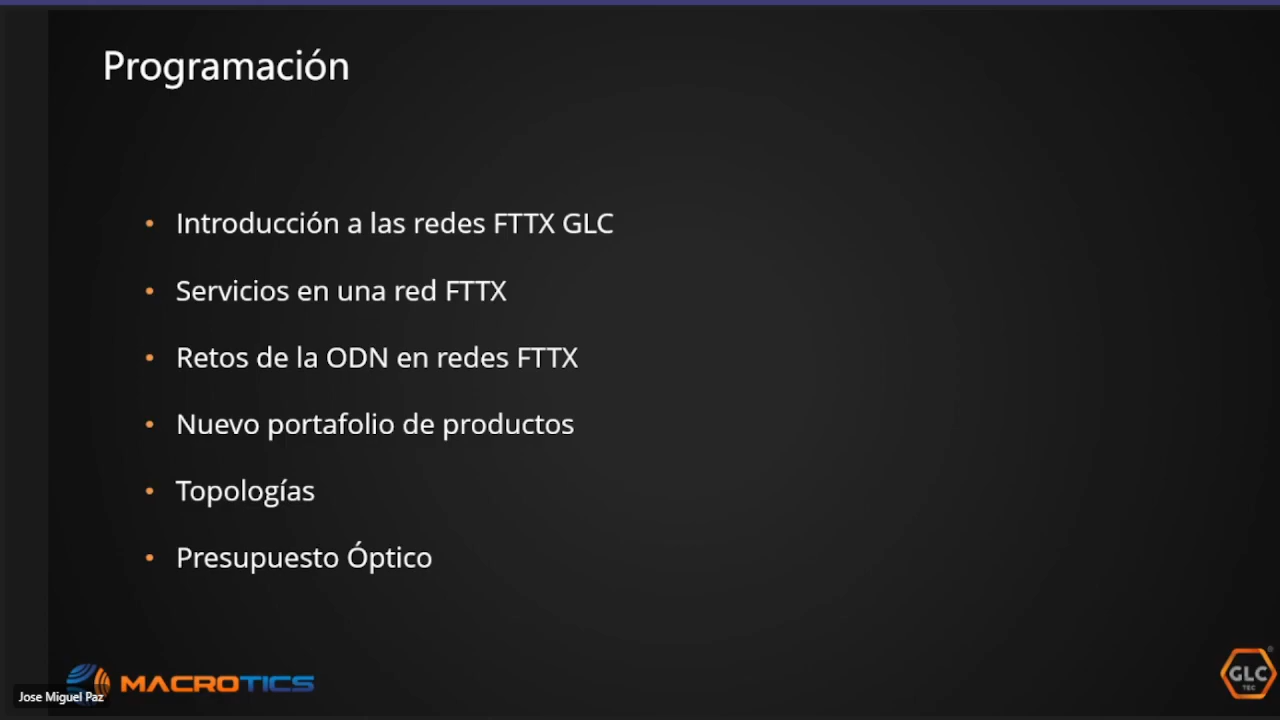 Programación
• Introducción a las redes FTTX GLC
• Servicios en una red FTTX
• Retos de la ODN en redes FTTX
• Nuevo portafolio de productos
• Topologías
• Presupuesto Óptico
MACROTICS
Jose Miguel Paz
GLC
TEC
®